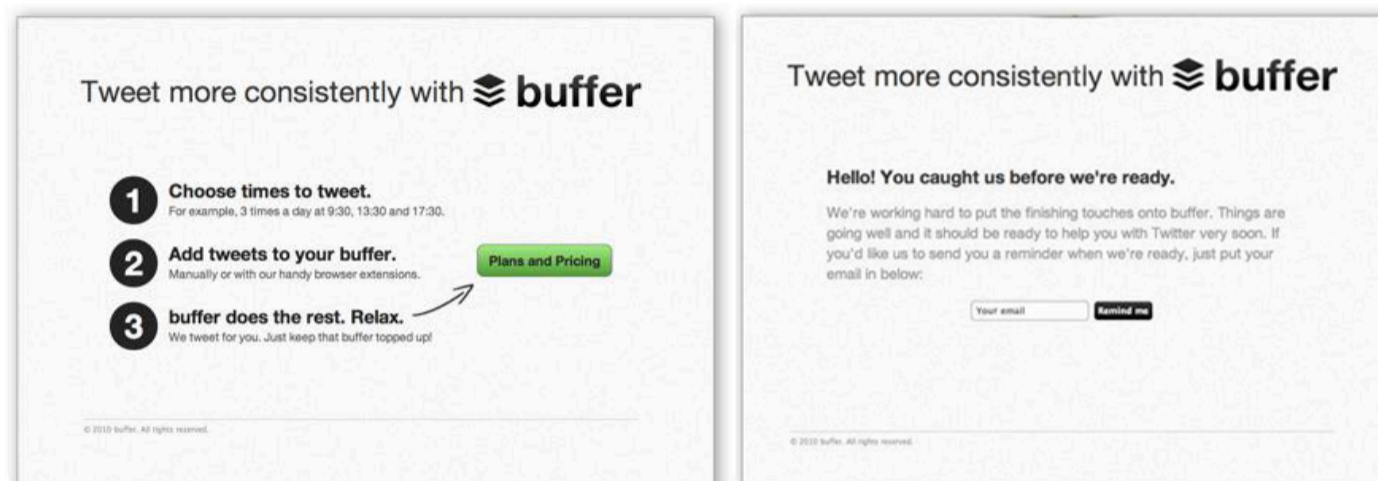 Tweet more consistently with buffer
1 Choose times to tweet.
For example, 3 times a day at 9:30, 13:30 and 17:30.
2 Add tweets to your buffer.
Manually or with our handy browser extensions.
Plans and Pricing
3 buffer does the rest. Relax.
We tweet for you. Just keep that buffer topped up!
© 2010 buffer. All rights reserved.
Tweet more consistently with buffer
Hello! You caught us before we're ready.
We're working hard to put the finishing touches onto buffer. Things are
going well and it should be ready to help you with Twitter very soon. If
you'd like us to send you a reminder when we're ready, just put your
email in below:
Your email Remind me
© 2010 buffer. All rights reserved.